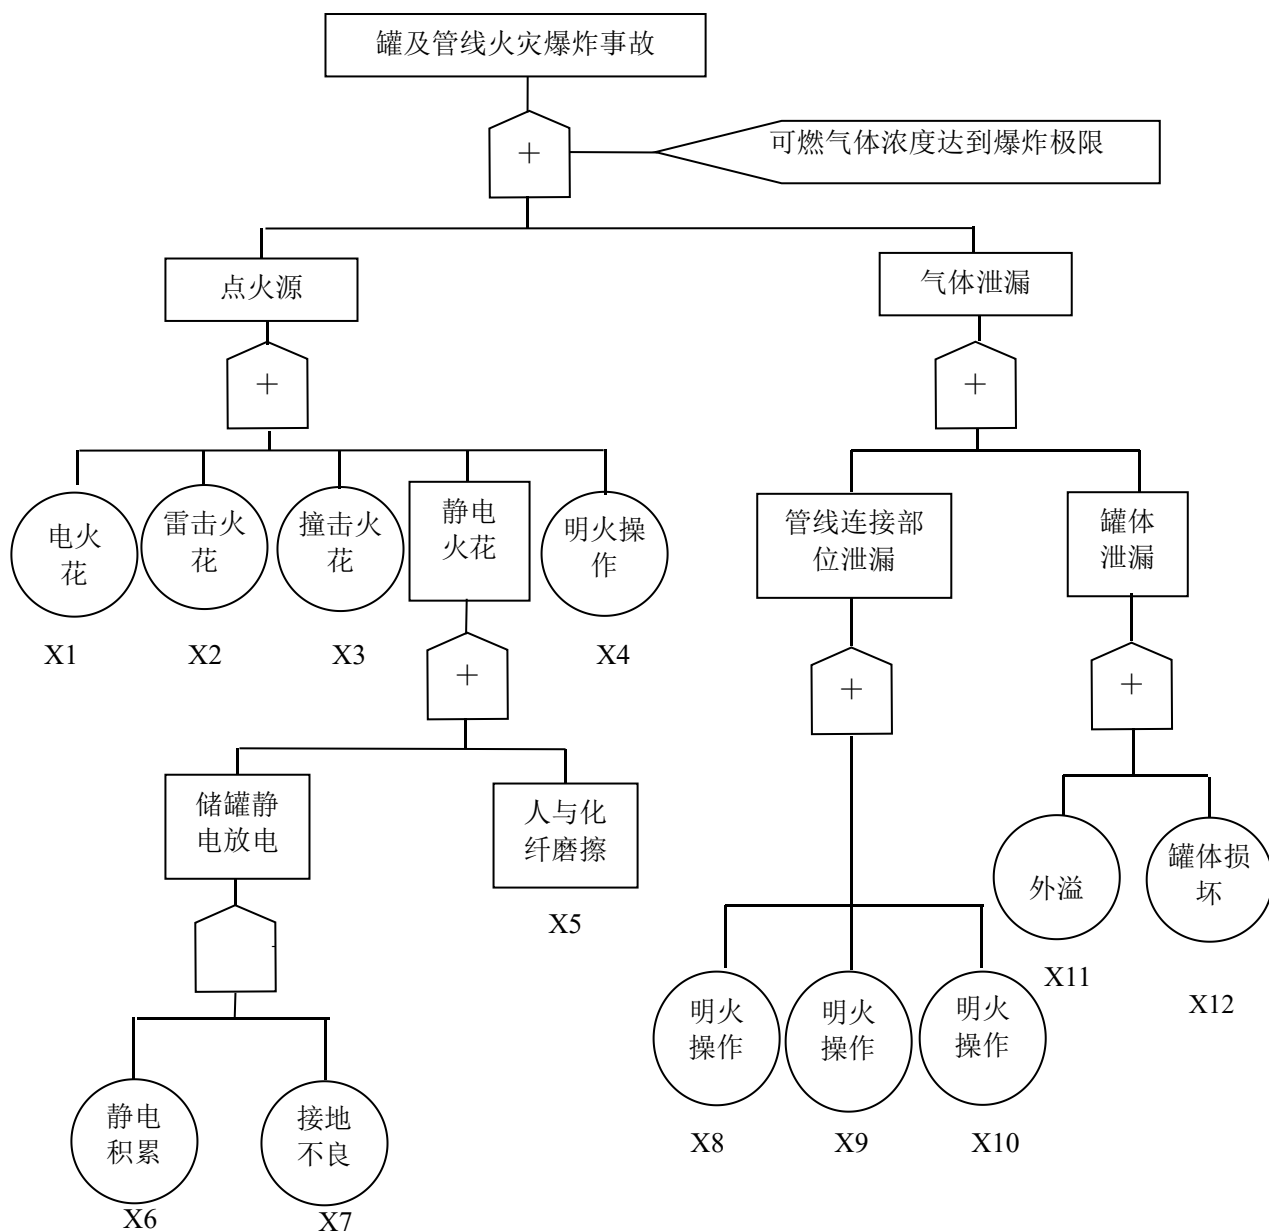 罐及管线火灾爆炸事故
+
可燃气体浓度达到爆炸极限
点火源
气体泄漏
+
+
电火
花
雷击火
花
撞击火
花
静电
火花
明火操
作
管线连接部
位泄漏
罐体
泄漏
X1
X2
X3
X4
+
+
+
储罐静
电放电
人与化
纤磨擦
X5
外溢
罐体损
坏
X11
X12
明火
操作
明火
操作
明火
操作
X8
X9
X10
静电
积累
接地
不良
X6
X7